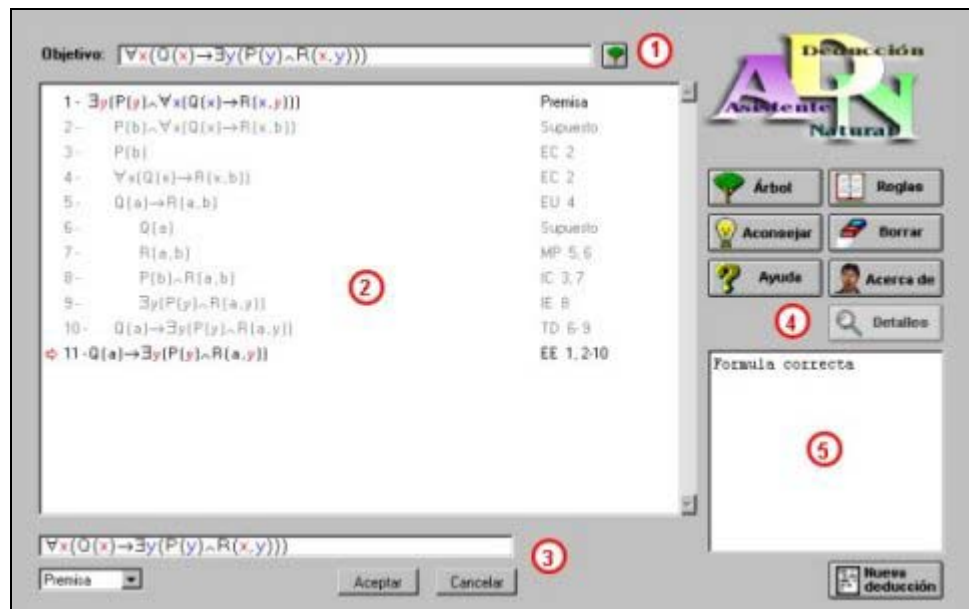 Objetivo: ∀x(Q(x)→∃y(P(y)∧R(x,y)))
1
Deducción
Asistente
Natural
1 - ∃y(P(y)∧∀x(Q(x)→R(x,y))) Premisa
2 - P(b)∧∀x(Q(x)→R(x,b)) Supuesto
3 - P(b) EC 2
4 - ∀x(Q(x)→R(x,b)) EC 2
5 - Q(a)→R(a,b) EU 4
6 - Q(a) Supuesto
7 - R(a,b) MP 5,6
8 - P(b)∧R(a,b) IC 3,7
9 - ∃y(P(y)∧R(a,y)) IE 8
10 - Q(a)→∃y(P(y)∧R(a,y)) TD 6-9
11 -Q(a)→∃y(P(y)∧R(a,y)) EE 1, 2-10
2
Árbol Reglas
Aconsejar Borrar
Ayuda Acerca de
4 Detalles
Formula correcta
5
∀x(Q(x)→∃y(P(y)∧R(x,y)))
3
Premisa Aceptar Cancelar
Nueva
deducción